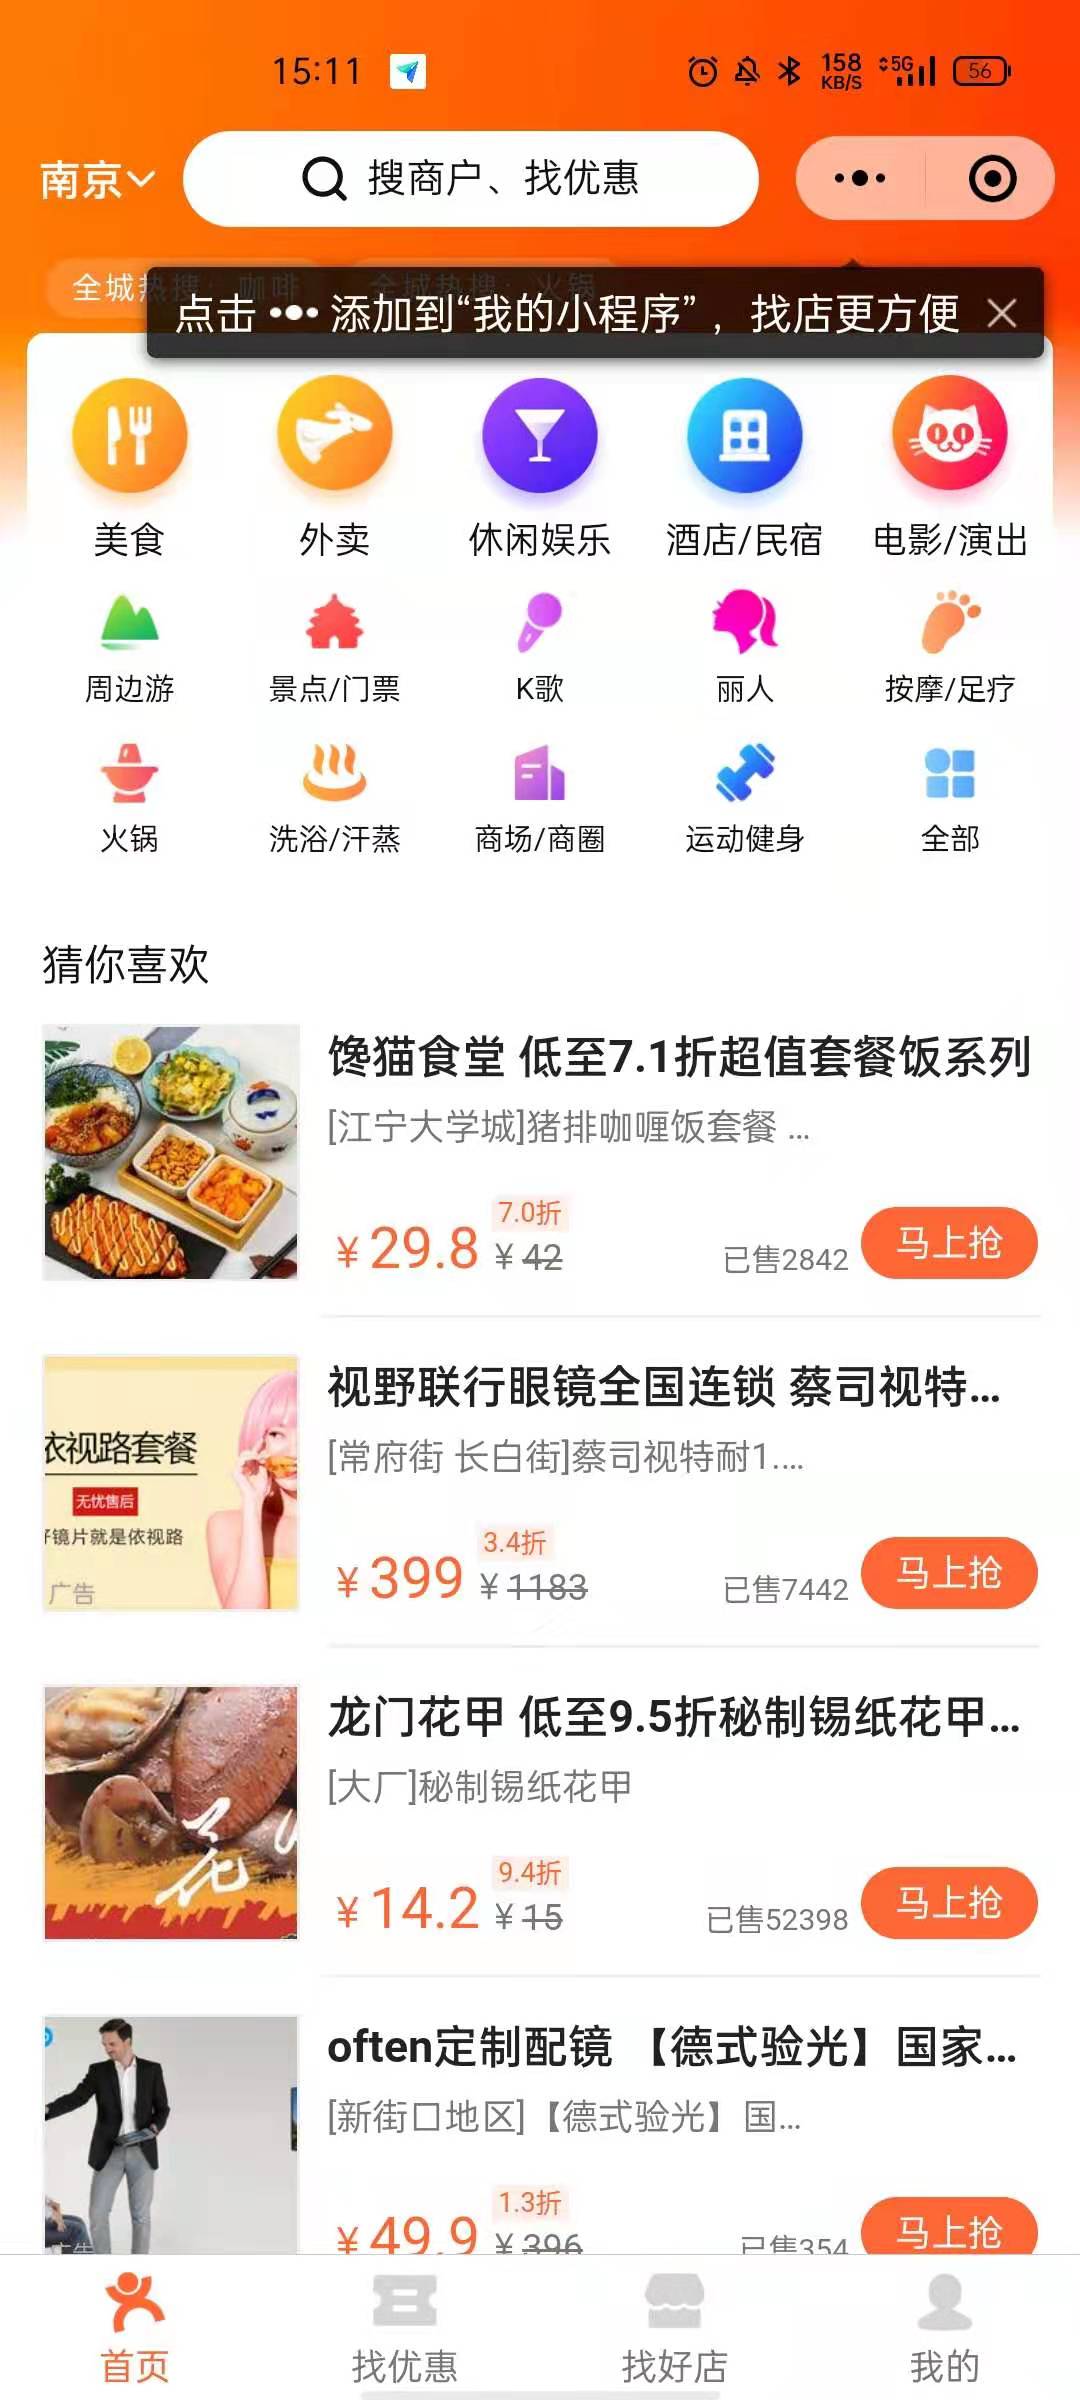 15:11
158 KB/S
5G
56
南京
搜商户、找优惠
全城热搜：咖啡
全城热搜：火锅
点击 ••• 添加到“我的小程序”，找店更方便
美食
外卖
休闲娱乐
酒店/民宿
电影/演出
周边游
景点/门票
K歌
丽人
按摩/足疗
火锅
洗浴/汗蒸
商场/商圈
运动健身
全部
猜你喜欢
馋猫食堂 低至7.1折超值套餐饭系列
[江宁大学城]猪排咖喱饭套餐 ...
7.0折
¥ 29.8 ¥ 42
已售2842
马上抢
视野联行眼镜全国连锁 蔡司视特...
[常府街 长白街]蔡司视特耐1....
依视路套餐
无忧售后
镜片就是依视路
广告
3.4折
¥ 399 ¥ 1183
已售7442
马上抢
龙门花甲 低至9.5折秘制锡纸花甲...
[大厂]秘制锡纸花甲
花
9.4折
¥ 14.2 ¥ 15
已售52398
马上抢
often定制配镜 【德式验光】国家...
[新街口地区]【德式验光】国...
广告
1.3折
¥ 49.9 ¥ 396
已售354
马上抢
首页
找优惠
找好店
我的